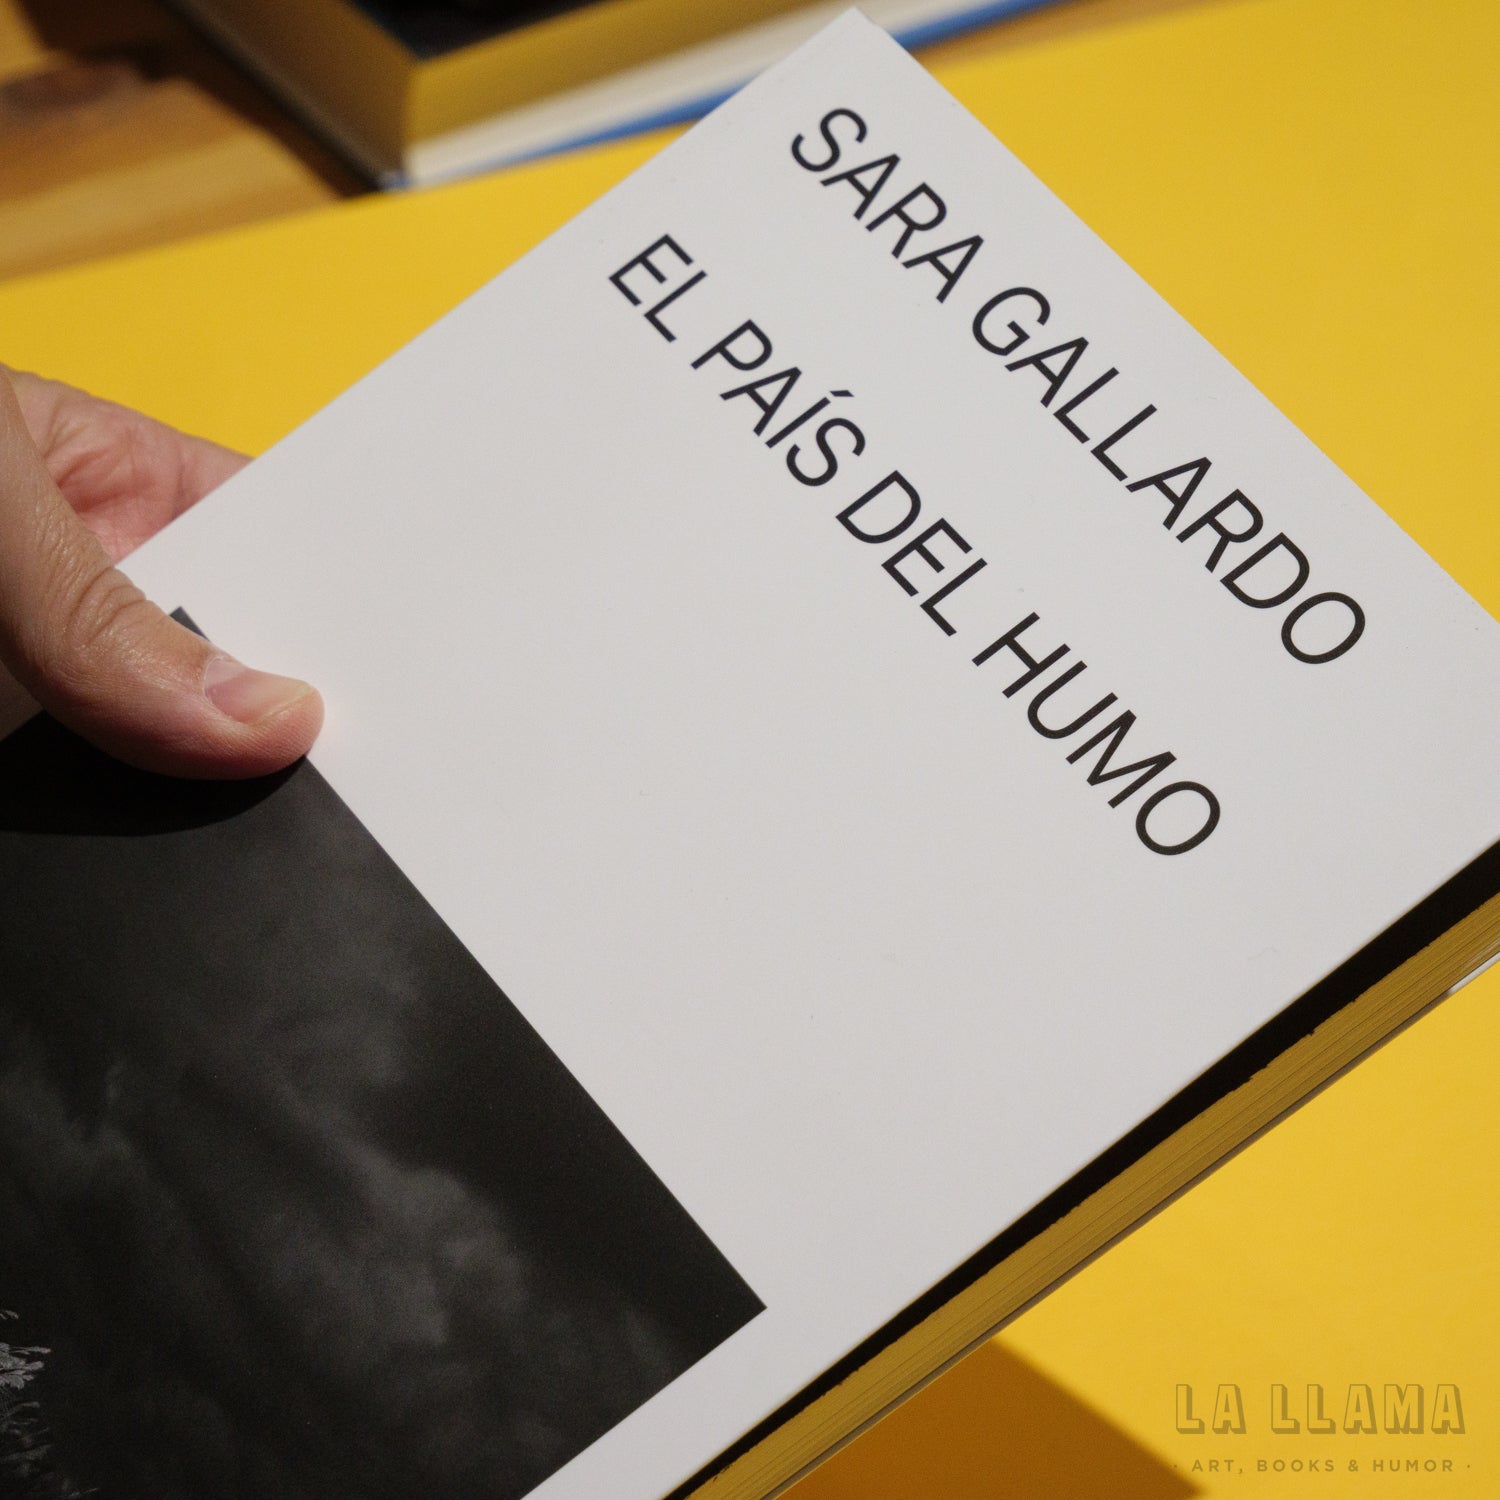 SARA GALLARDO
EL PAÍS DEL HUMO
LA LLAMA
· ART, BOOKS & HUMOR ·